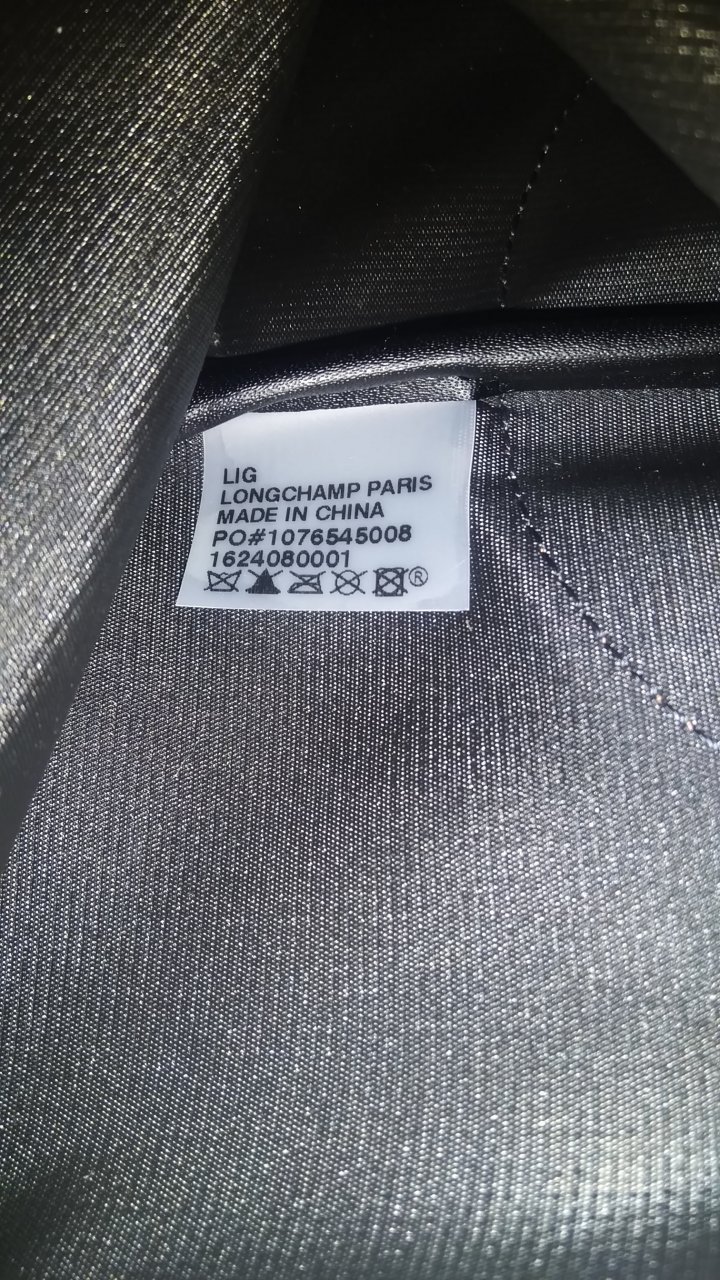 LIG
LONGCHAMP PARIS
MADE IN CHINA
PO#1076545008
1624080001
®